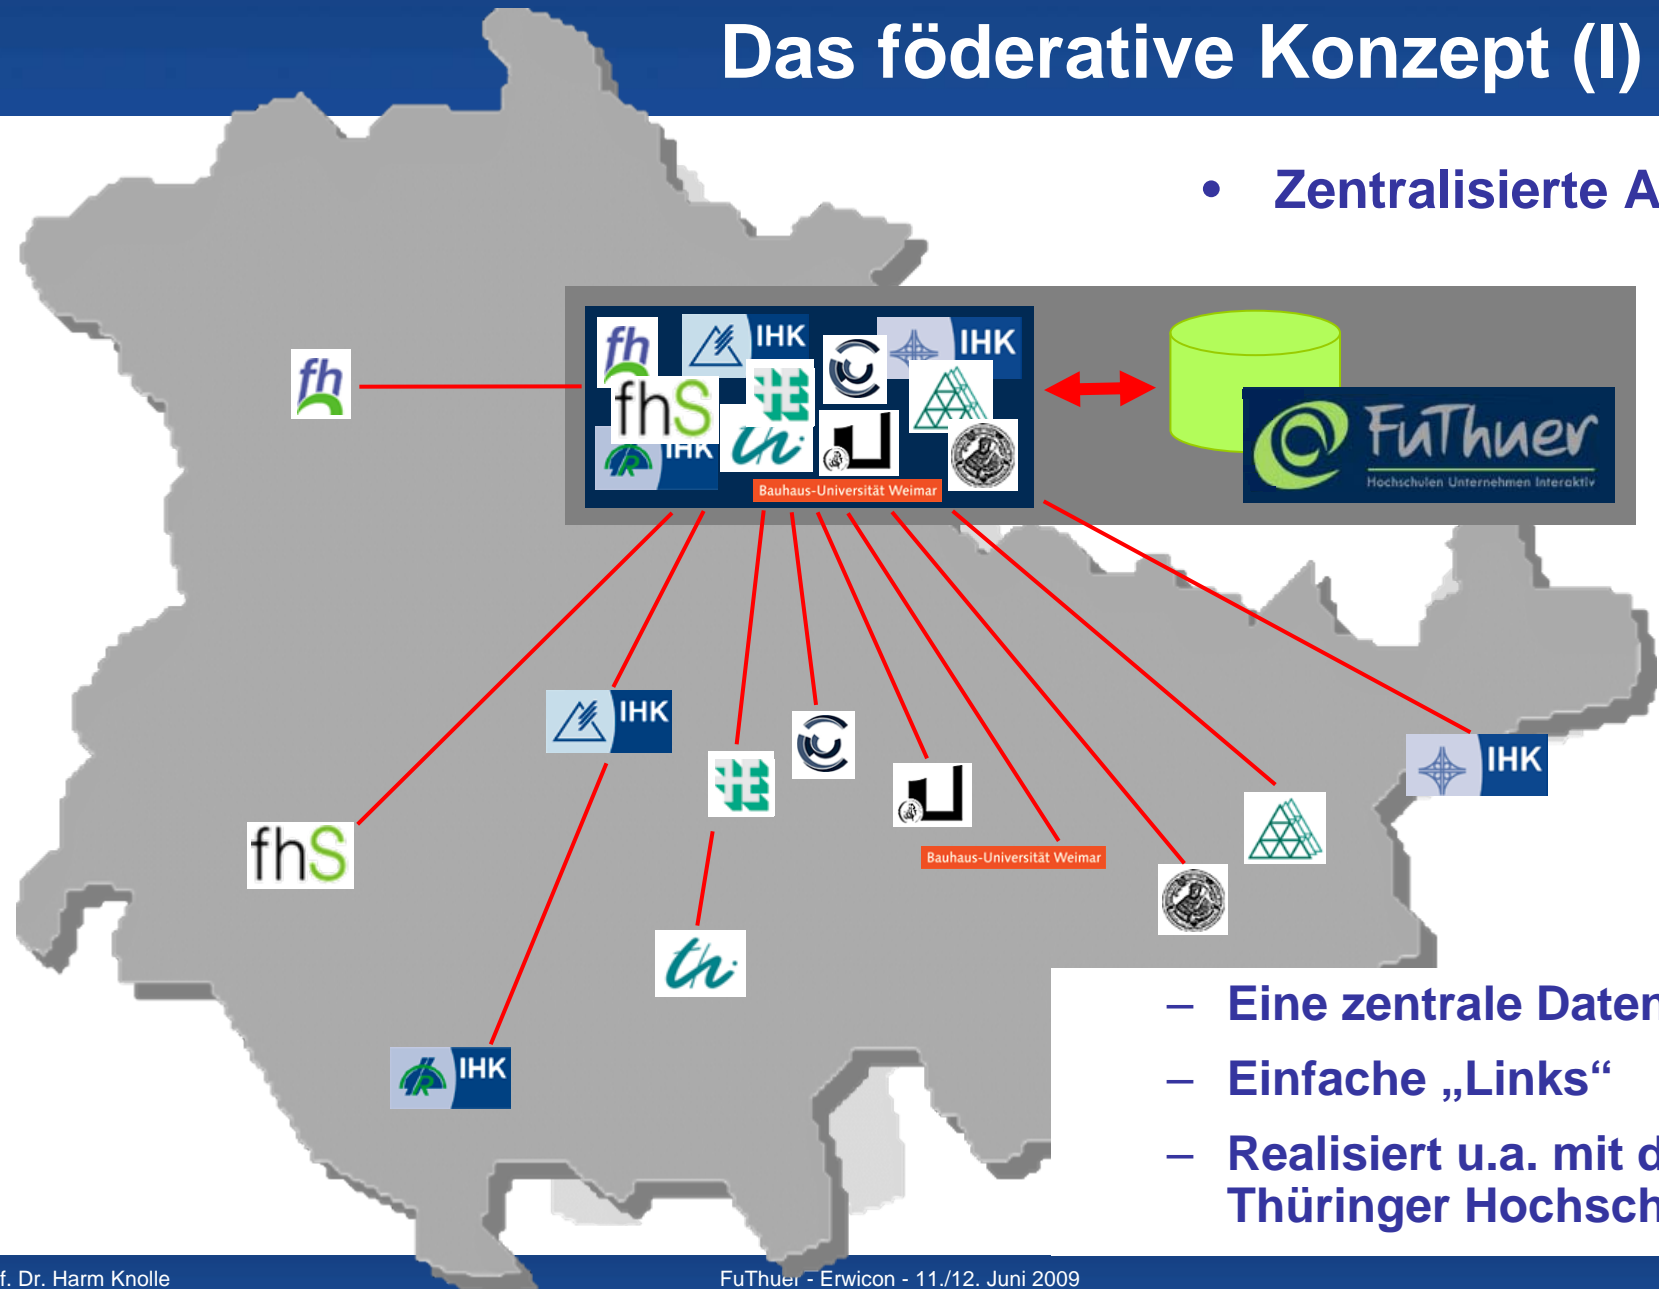 Das föderative Konzept (I)
• Zentralisierte A
fh
IHK
IHK
fhS
IHK
th
Bauhaus-Universität Weimar
FuThuer
Hochschulen Unternehmen Interaktiv
fh
IHK
IHK
fhS
Bauhaus-Universität Weimar
th
IHK
– Eine zentrale Daten
– Einfache „Links“
– Realisiert u.a. mit d
Thüringer Hochsch
f. Dr. Harm Knolle
FuThuer - Erwicon - 11./12. Juni 2009